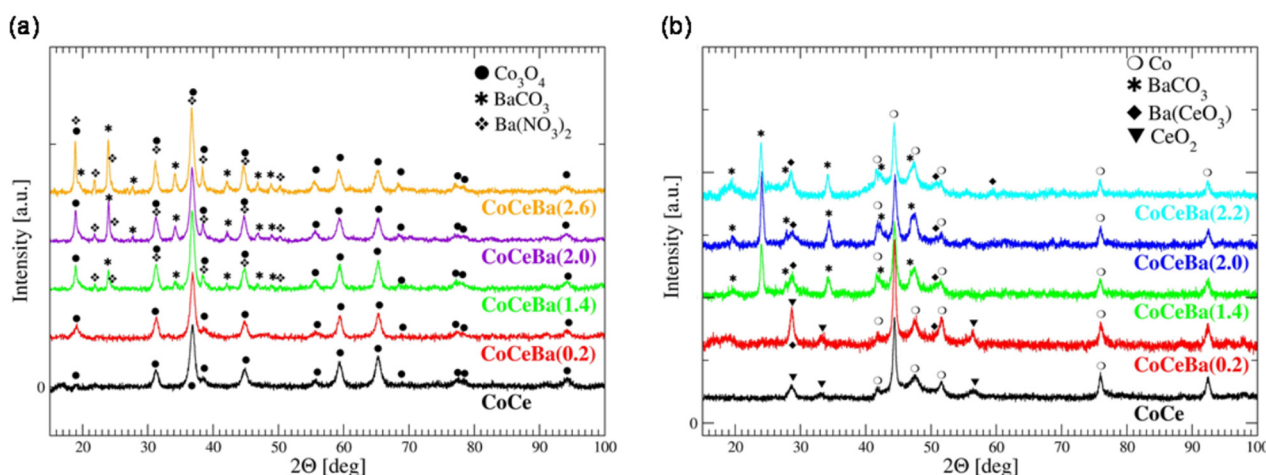 (a)
Co₃O₄
BaCO₃
Ba(NO₃)₂
CoCeBa(2.6)
CoCeBa(2.0)
CoCeBa(1.4)
CoCeBa(0.2)
CoCe
Intensity [a.u.]
0
20 30 40 50 60 70 80 90 100
2Θ [deg]
(b)
Co
BaCO₃
Ba(CeO₃)
CeO₂
CoCeBa(2.2)
CoCeBa(2.0)
CoCeBa(1.4)
CoCeBa(0.2)
CoCe
Intensity [a.u.]
0
20 30 40 50 60 70 80 90 100
2Θ [deg]